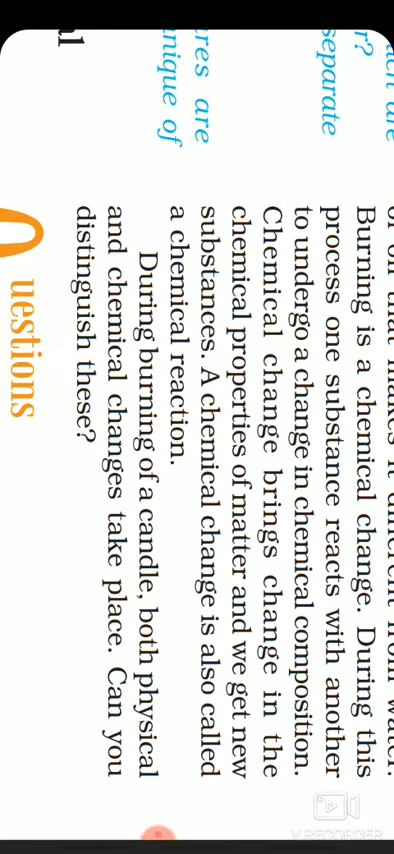 r?
separate
res are
nique of
Burning is a chemical change. During this
process one substance reacts with another
to undergo a change in chemical composition.
Chemical change brings change in the
chemical properties of matter and we get new
substances. A chemical change is also called
a chemical reaction.
During burning of a candle, both physical
and chemical changes take place. Can you
distinguish these?
uestions
V RECORDER